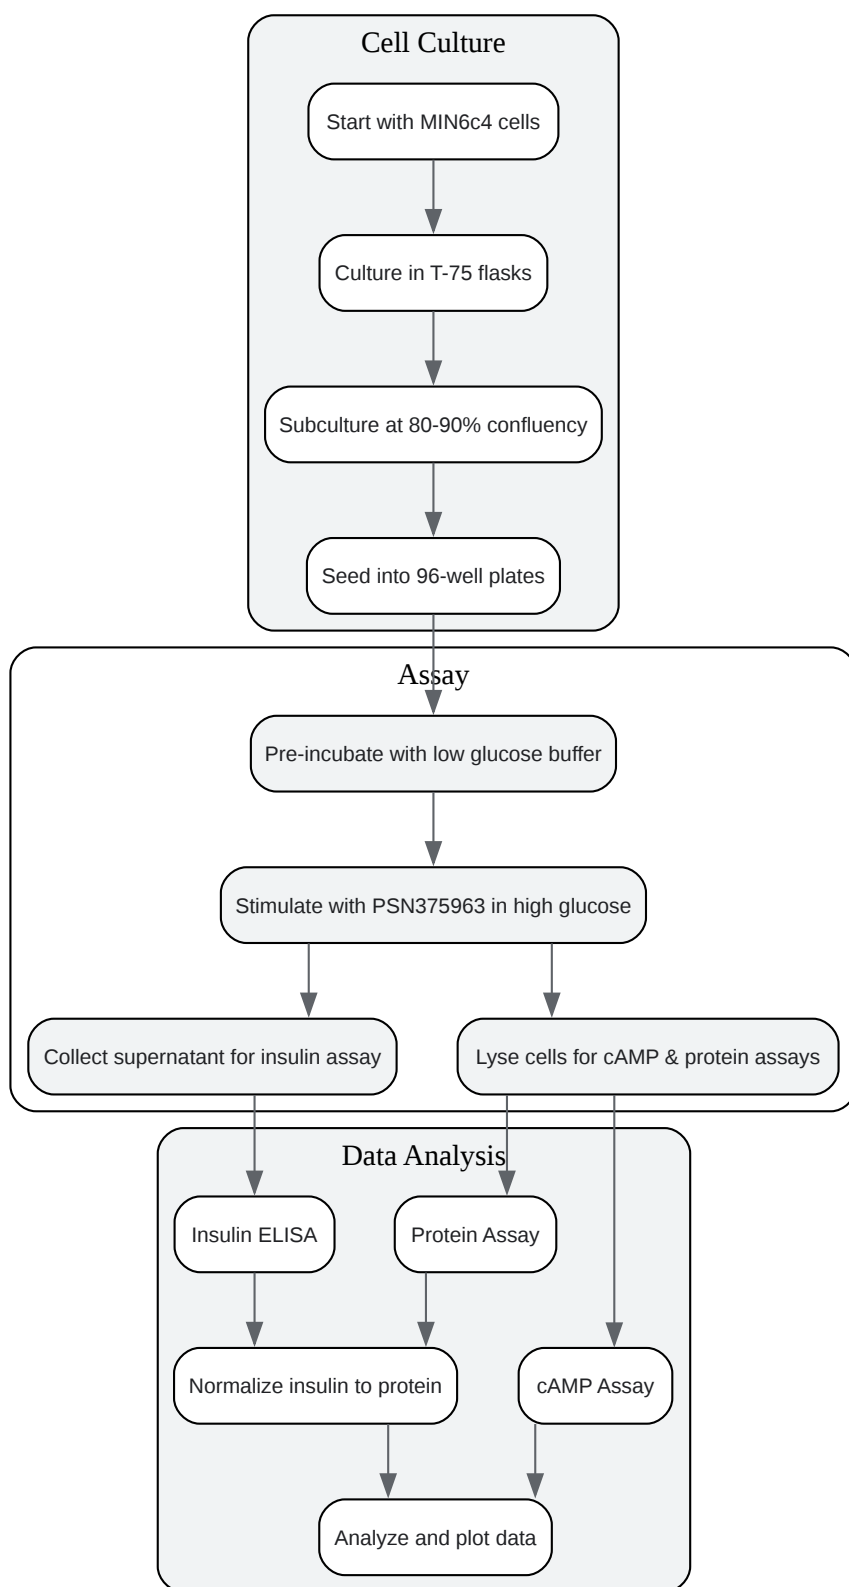 Cell Culture
Start with MIN6c4 cells
Culture in T-75 flasks
Subculture at 80-90% confluency
Seed into 96-well plates
Assay
Pre-incubate with low glucose buffer
Stimulate with PSN375963 in high glucose
Collect supernatant for insulin assay
Lyse cells for cAMP & protein assays
Data Analysis
Insulin ELISA
Protein Assay
Normalize insulin to protein
cAMP Assay
Analyze and plot data